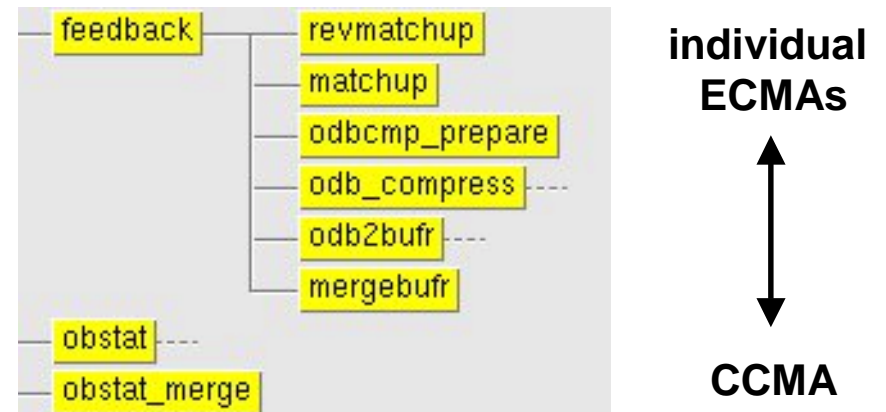 feedback
revmatchup
matchup
odbcmp_prepare
odb_compress
odb2bufr
mergebufr
obstat
obstat_merge
individual
ECMAs
CCMA